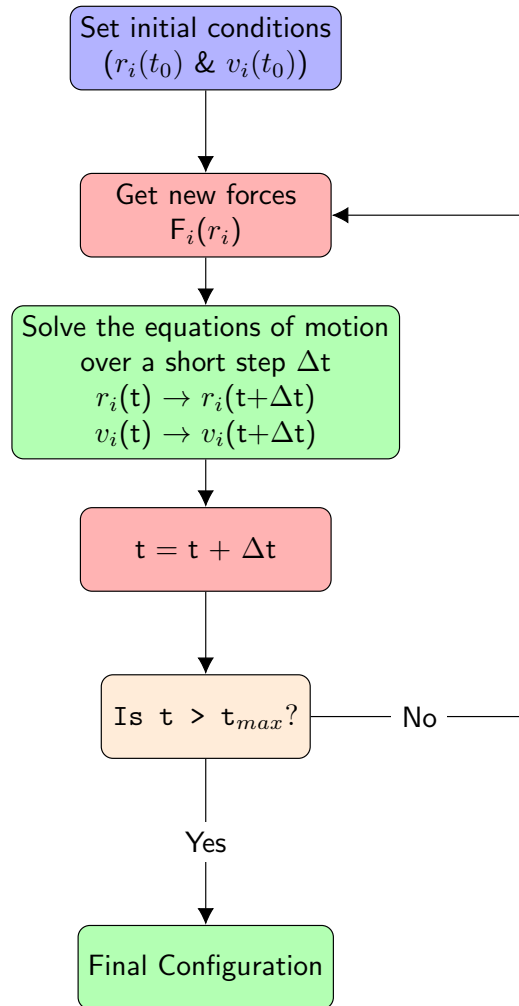 Set initial conditions
(r_i(t_0) & v_i(t_0))
Get new forces
F_i(r_i)
Solve the equations of motion
over a short step Δt
r_i(t) → r_i(t+Δt)
v_i(t) → v_i(t+Δt)
t = t + Δt
Is t > t_max?
No
Yes
Final Configuration